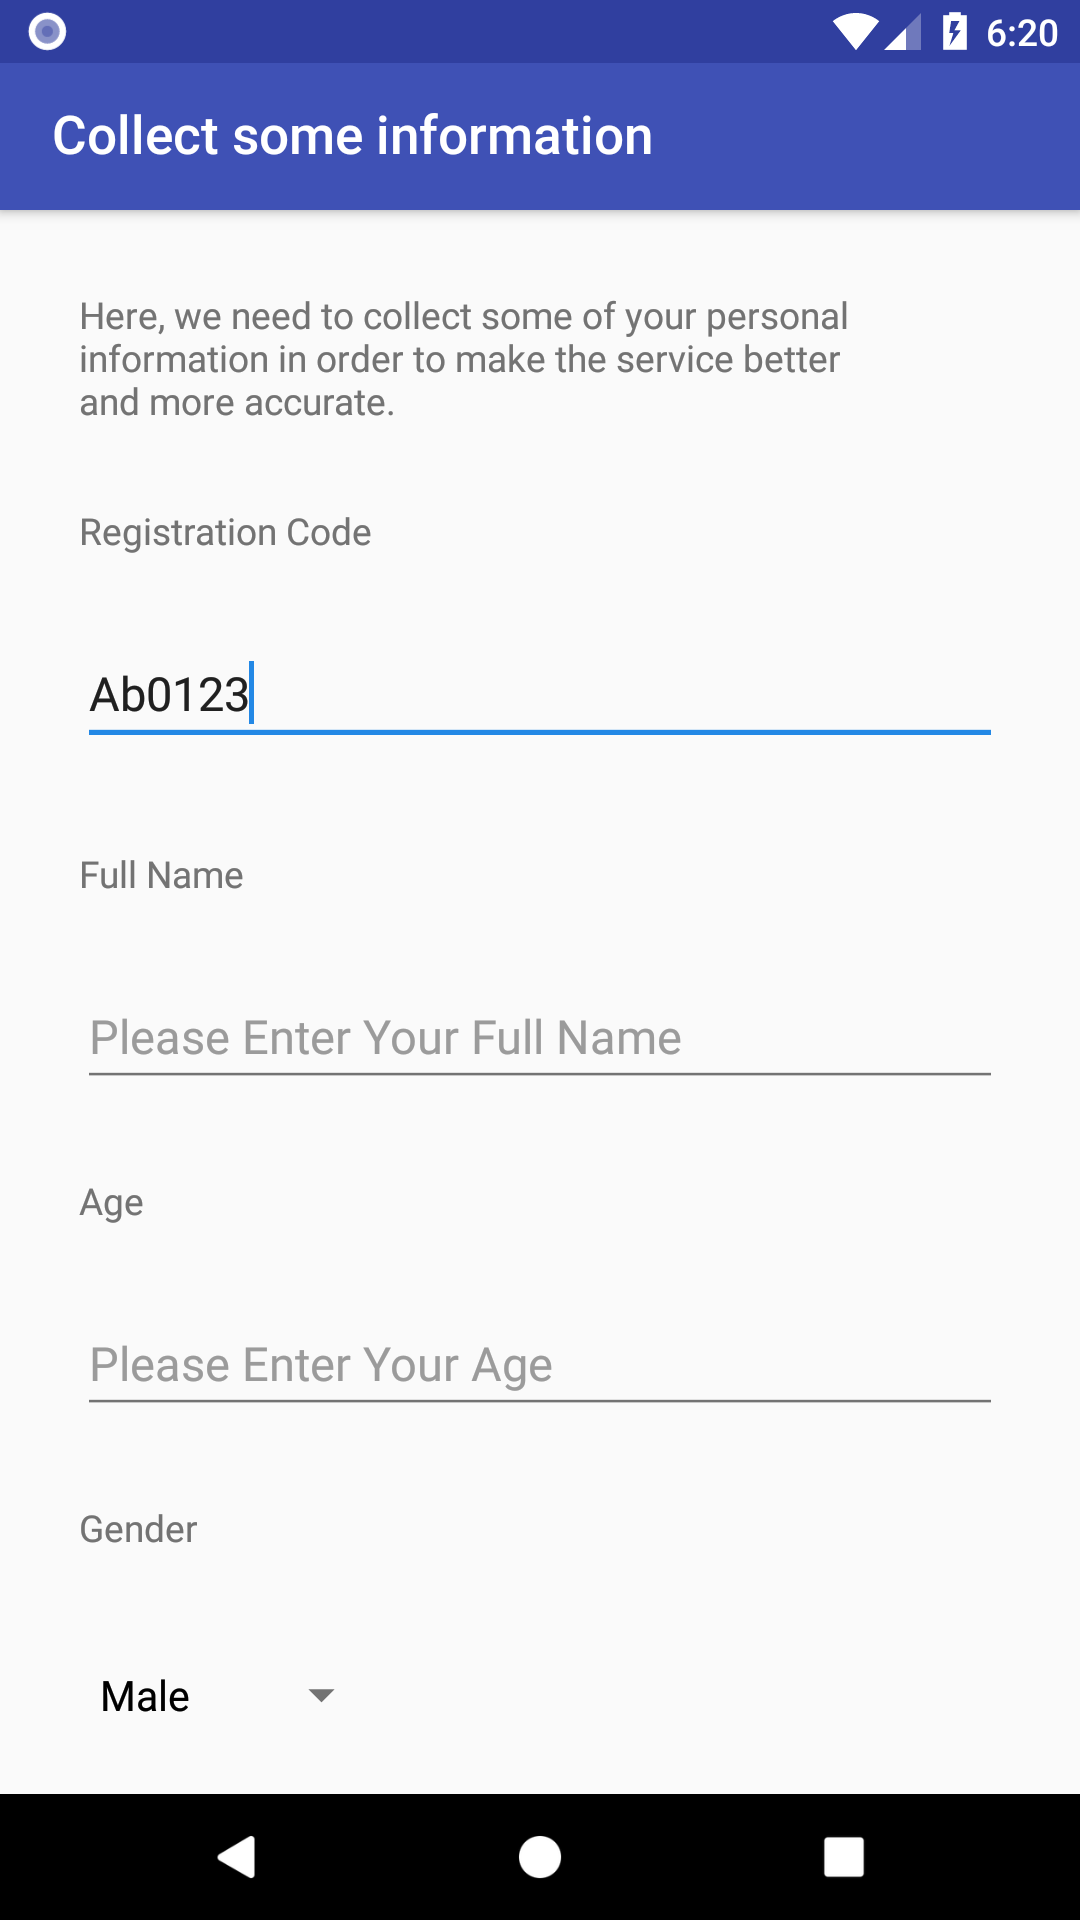 6:20
Collect some information
Here, we need to collect some of your personal
information in order to make the service better
and more accurate.
Registration Code
Ab0123
Full Name
Please Enter Your Full Name
Age
Please Enter Your Age
Gender
Male